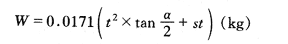 W = 0.0171(t² × tan α/2 + st) (kg)